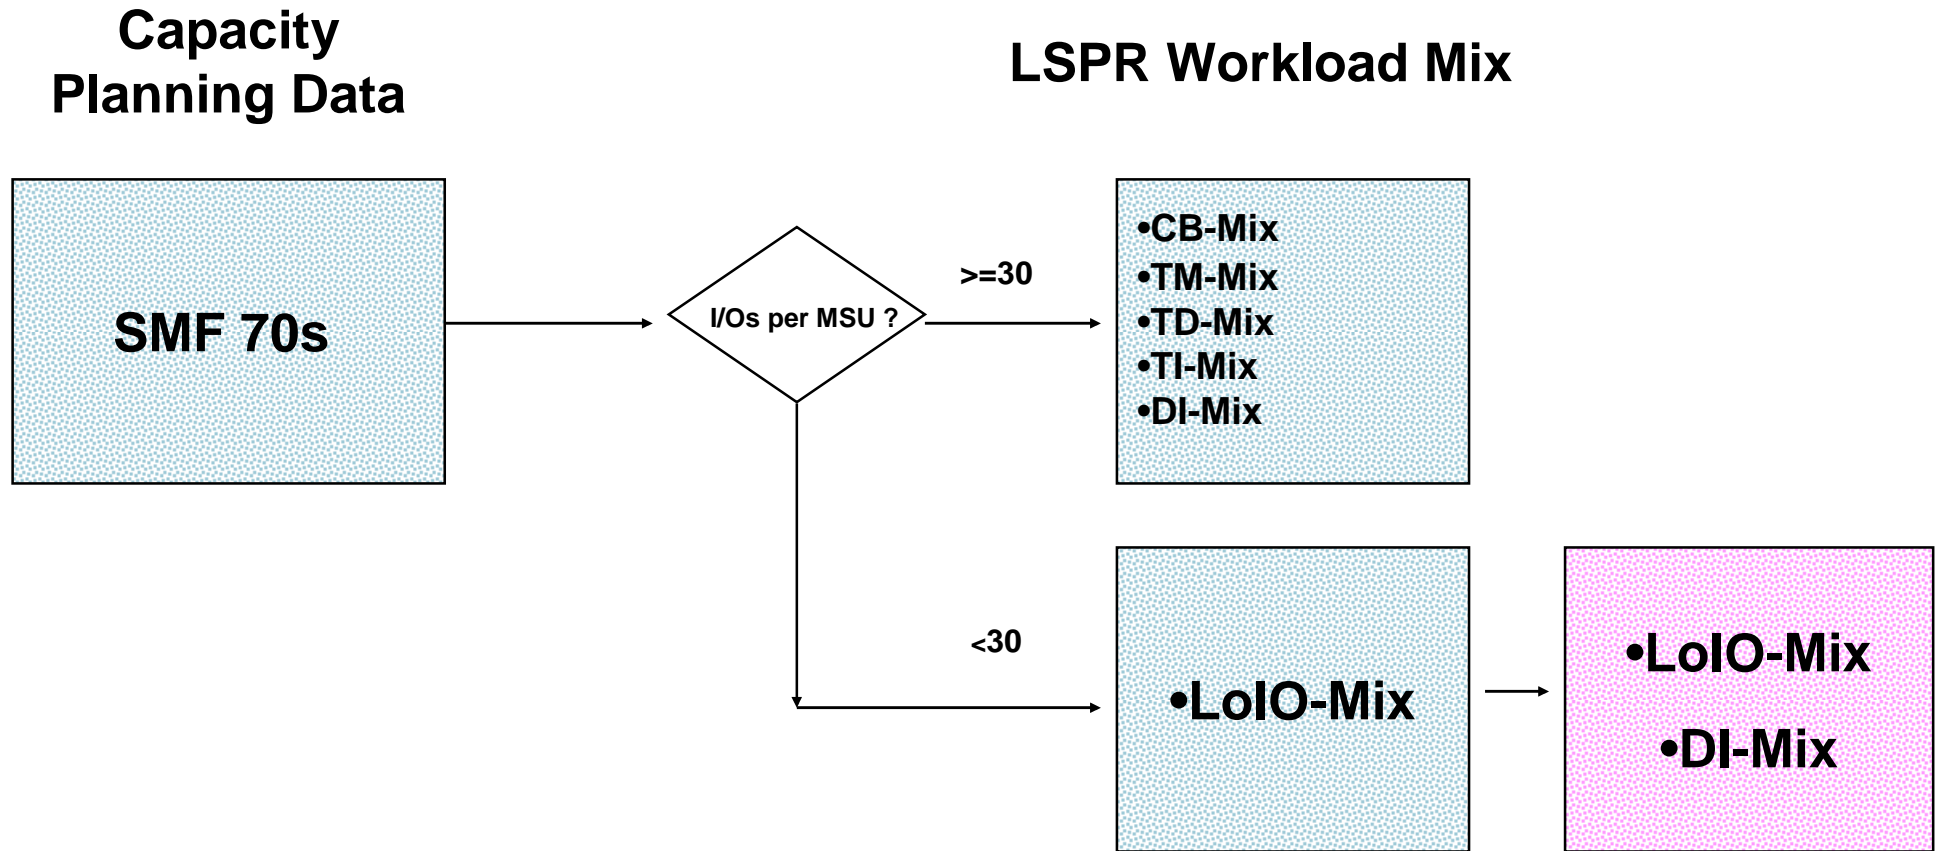 Capacity
Planning Data
LSPR Workload Mix
SMF 70s
I/Os per MSU ?
>=30
•CB-Mix
•TM-Mix
•TD-Mix
•TI-Mix
•DI-Mix
<30
•LoIO-Mix
•LoIO-Mix
•DI-Mix